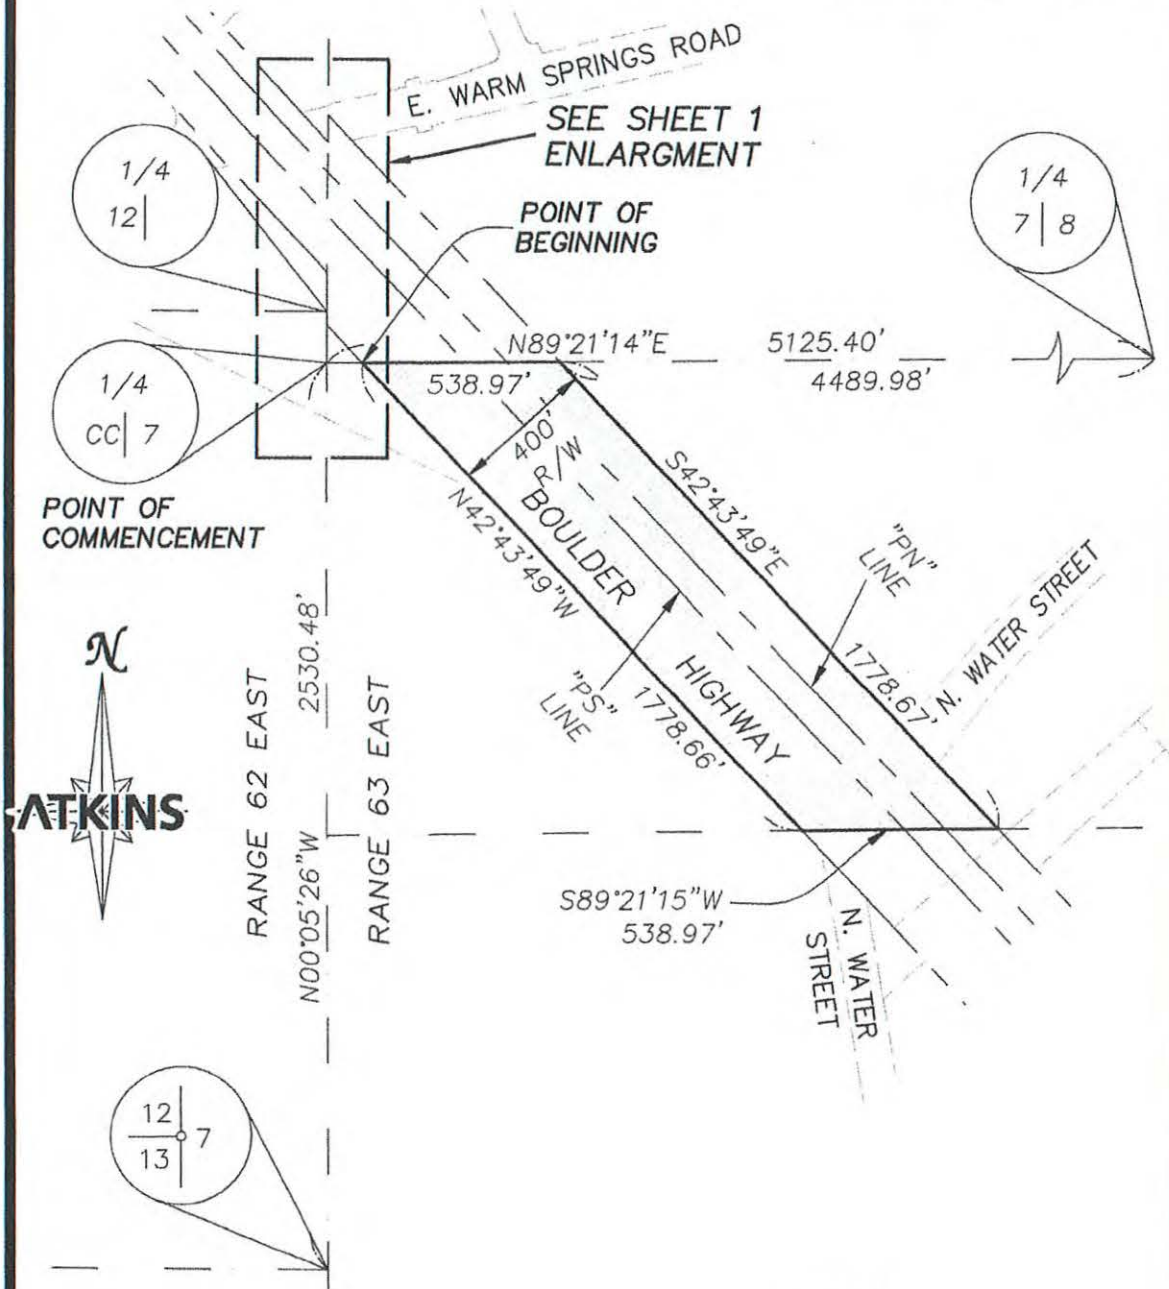 E. WARM SPRINGS ROAD
SEE SHEET 1
ENLARGMENT
1/4
12
1/4
7 8
POINT OF
BEGINNING
N89°21'14"E
5125.40'
538.97'
4489.98'
1/4
CC 7
POINT OF
COMMENCEMENT
400'
R/W
BOULDER
HIGHWAY
S42°43'49"E
1778.67'
N42°43'49"W
1778.66'
"PN"
LINE
"PS"
LINE
N. WATER STREET
N
ATKINS
RANGE 62 EAST
N00°05'26"W 2530.48'
RANGE 63 EAST
S89°21'15"W
538.97'
N. WATER
STREET
12
7
13